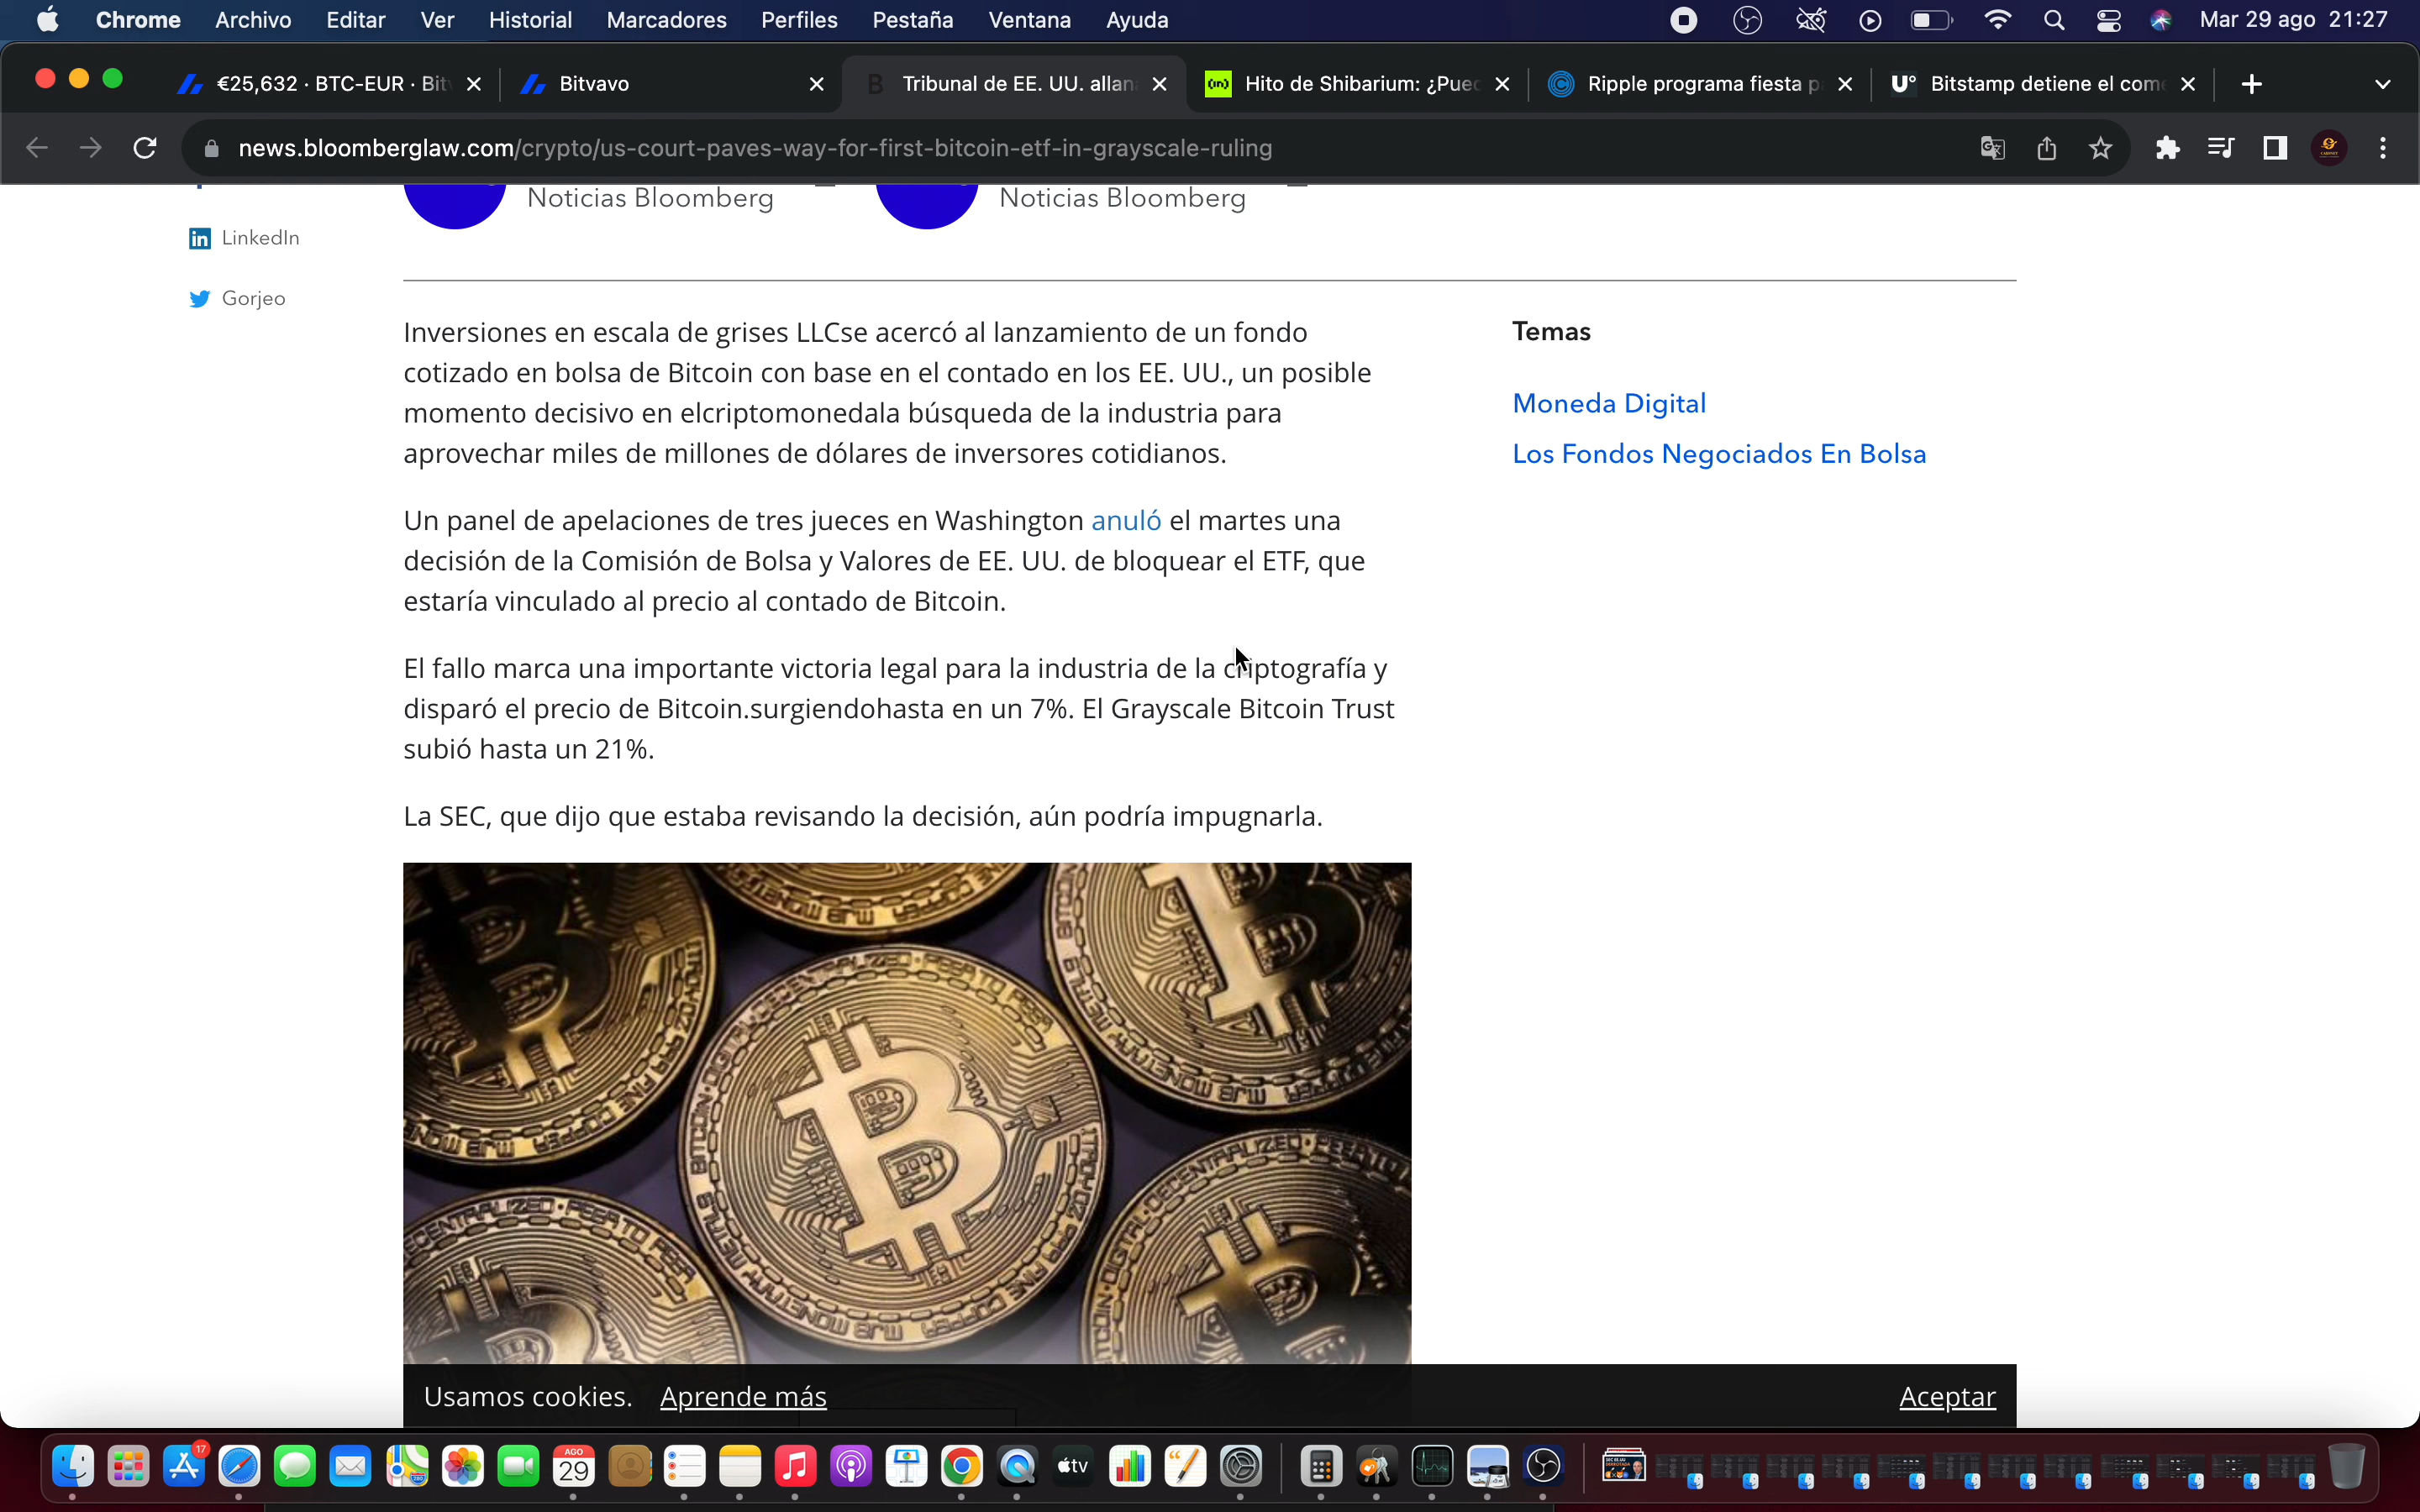 Chrome Archivo Editar Ver Historial Marcadores Perfiles Pestaña Ventana Ayuda Mar 29 ago 21:27
€25,632 · BTC-EUR · Bitv Bitvavo Tribunal de EE. UU. allan Hito de Shibarium: ¿Puec Ripple programa fiesta p Bitstamp detiene el com
news.bloomberglaw.com/crypto/us-court-paves-way-for-first-bitcoin-etf-in-grayscale-ruling
Noticias Bloomberg Noticias Bloomberg
LinkedIn
Gorjeo
Inversiones en escala de grises LLCse acercó al lanzamiento de un fondo
cotizado en bolsa de Bitcoin con base en el contado en los EE. UU., un posible
momento decisivo en elcriptomonedala búsqueda de la industria para
aprovechar miles de millones de dólares de inversores cotidianos.
Un panel de apelaciones de tres jueces en Washington anuló el martes una
decisión de la Comisión de Bolsa y Valores de EE. UU. de bloquear el ETF, que
estaría vinculado al precio al contado de Bitcoin.
El fallo marca una importante victoria legal para la industria de la criptografía y
disparó el precio de Bitcoin.surgiendohasta en un 7%. El Grayscale Bitcoin Trust
subió hasta un 21%.
La SEC, que dijo que estaba revisando la decisión, aún podría impugnarla.
Temas
Moneda Digital
Los Fondos Negociados En Bolsa
Usamos cookies. Aprende más Aceptar
17
AGO
29
tv